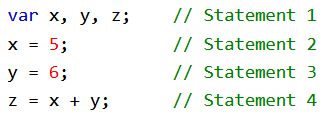 var x, y, z;    // Statement 1
x = 5;          // Statement 2
y = 6;          // Statement 3
z = x + y;      // Statement 4